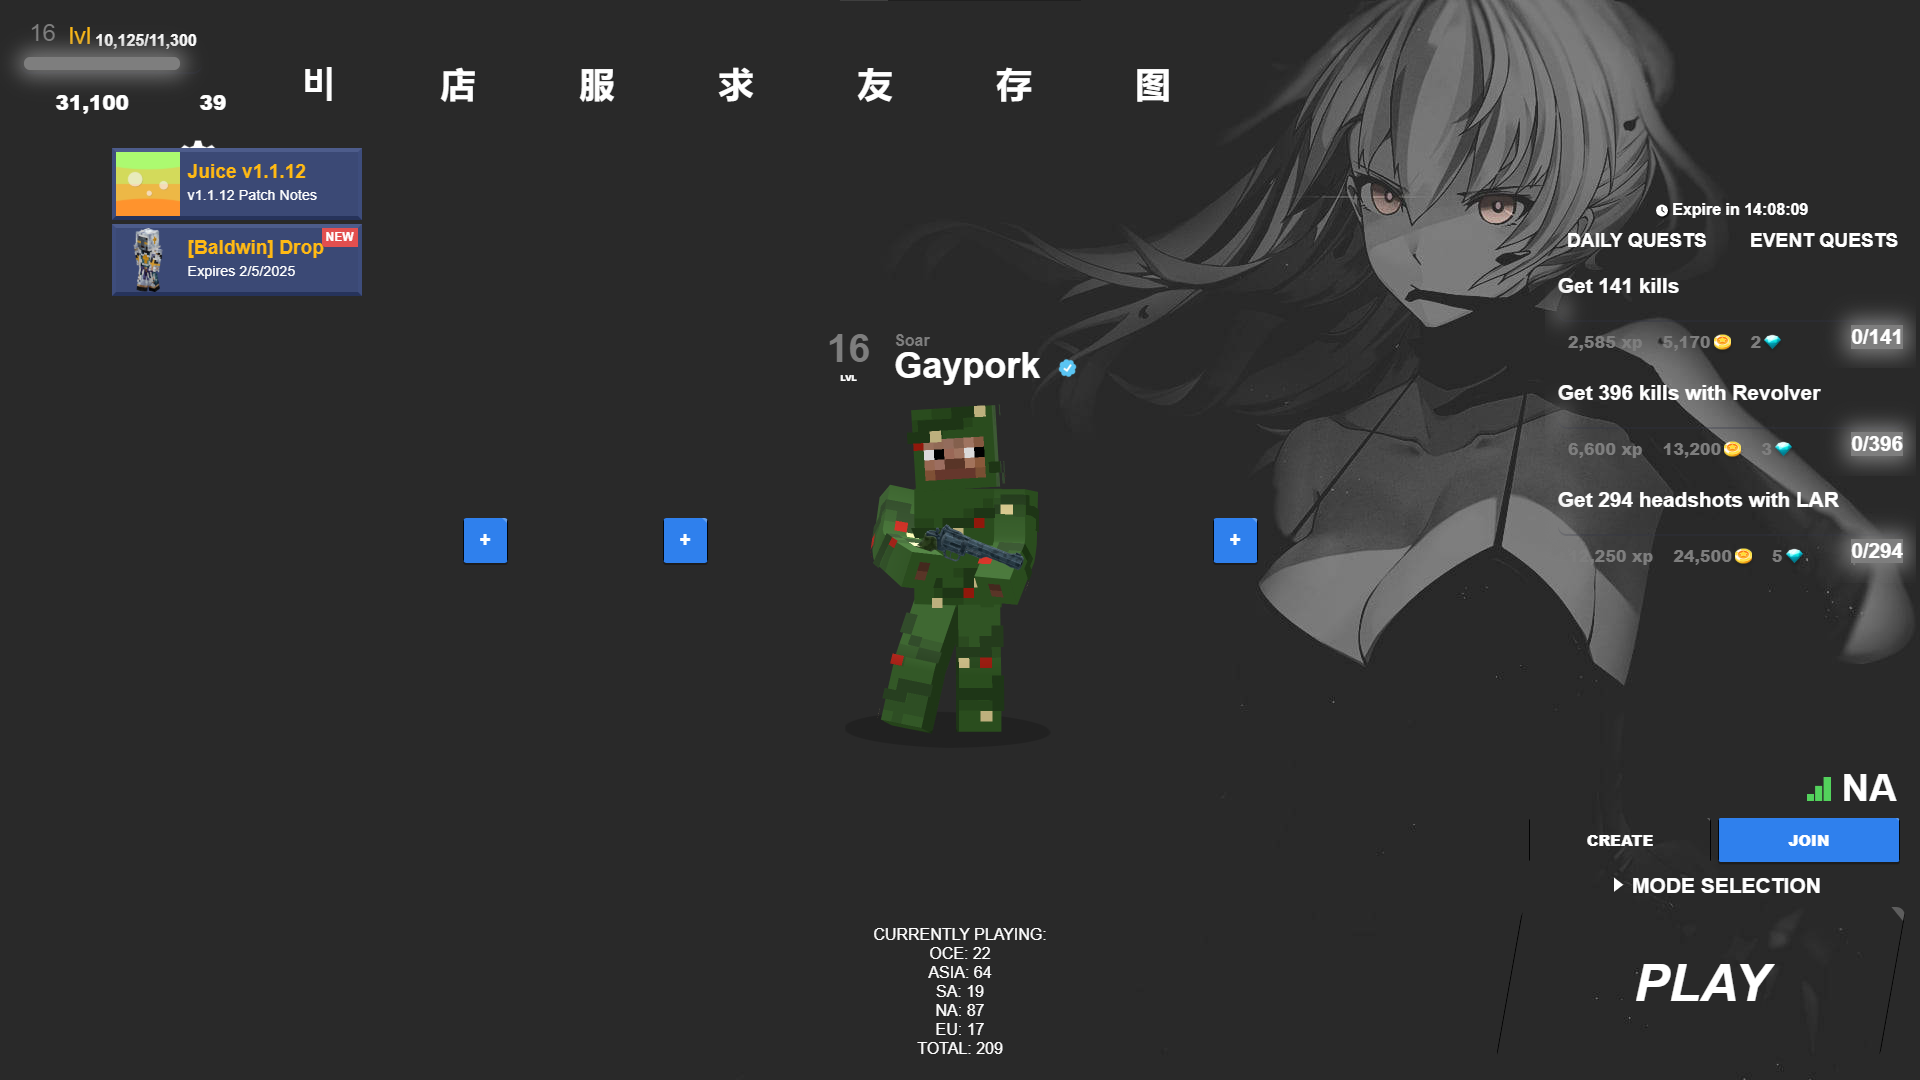 16 lvl 10,125/11,300
31,100 39
비 店 服 求 友 存 图
Juice v1.1.12
v1.1.12 Patch Notes
[Baldwin] Drop NEW
Expires 2/5/2025
16
LVL
Soar
Gaypork
+ + +
Expire in 14:08:09
DAILY QUESTS EVENT QUESTS
Get 141 kills
2,585 xp 5,170 2 0/141
Get 396 kills with Revolver
6,600 xp 13,200 3 0/396
Get 294 headshots with LAR
12,250 xp 24,500 5 0/294
NA
CREATE JOIN
MODE SELECTION
PLAY
CURRENTLY PLAYING:
OCE: 22
ASIA: 64
SA: 19
NA: 87
EU: 17
TOTAL: 209